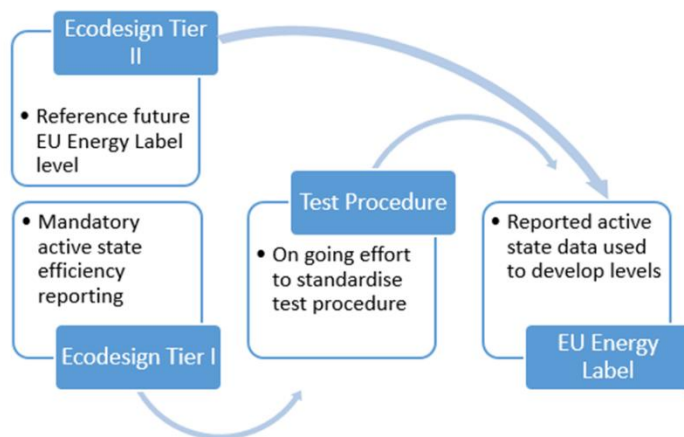 Ecodesign Tier
II
• Reference future
EU Energy Label
level
• Mandatory
active state
efficiency
reporting
Ecodesign Tier I
Test Procedure
• On going effort
to standardise
test procedure
• Reported active
state data used
to develop levels
EU Energy
Label